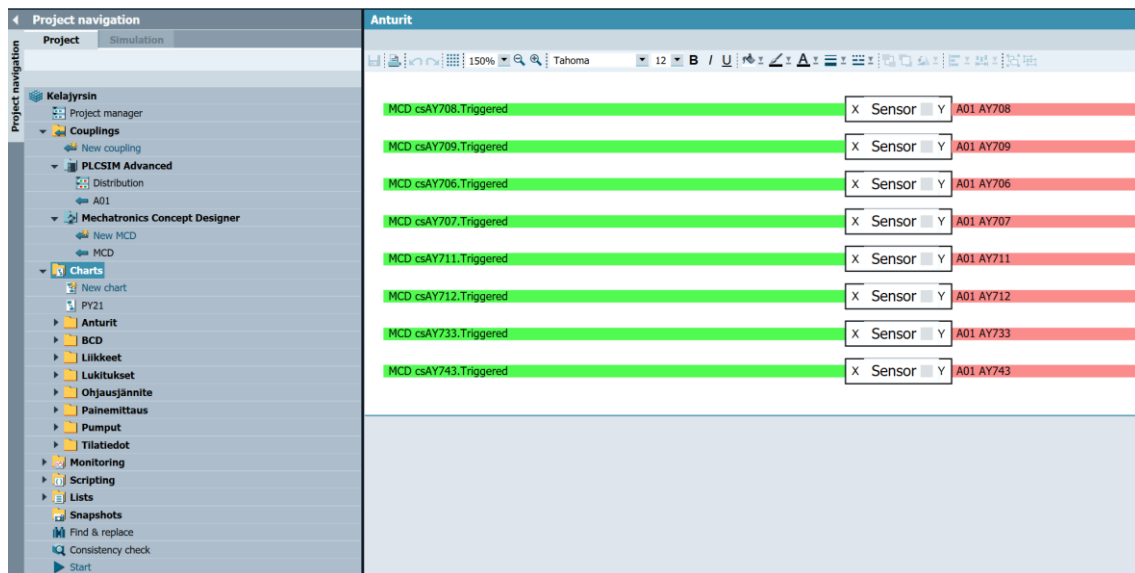 Project navigation
Project navigation
Project Simulation
Kelajyrsin
Project manager
Couplings
New coupling
PLCSIM Advanced
Distribution
A01
Mechatronics Concept Designer
New MCD
MCD
Charts
New chart
PY21
Anturit
BCD
Liikkeet
Lukitukset
Ohjausjännite
Painemittaus
Pumput
Tilatiedot
Monitoring
Scripting
Lists
Snapshots
Find & replace
Consistency check
Start
Anturit
150% Tahoma 12 B I U A
MCD csAY708.Triggered X Sensor Y A01 AY708
MCD csAY709.Triggered X Sensor Y A01 AY709
MCD csAY706.Triggered X Sensor Y A01 AY706
MCD csAY707.Triggered X Sensor Y A01 AY707
MCD csAY711.Triggered X Sensor Y A01 AY711
MCD csAY712.Triggered X Sensor Y A01 AY712
MCD csAY733.Triggered X Sensor Y A01 AY733
MCD csAY743.Triggered X Sensor Y A01 AY743